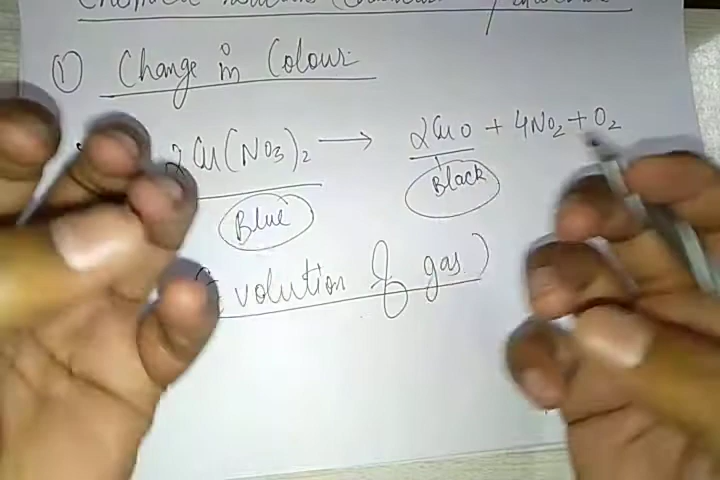 ① Change in Colour
2Cu(NO3)2 → 2CuO + 4NO2 + O2
Blue Black
volution of gas)